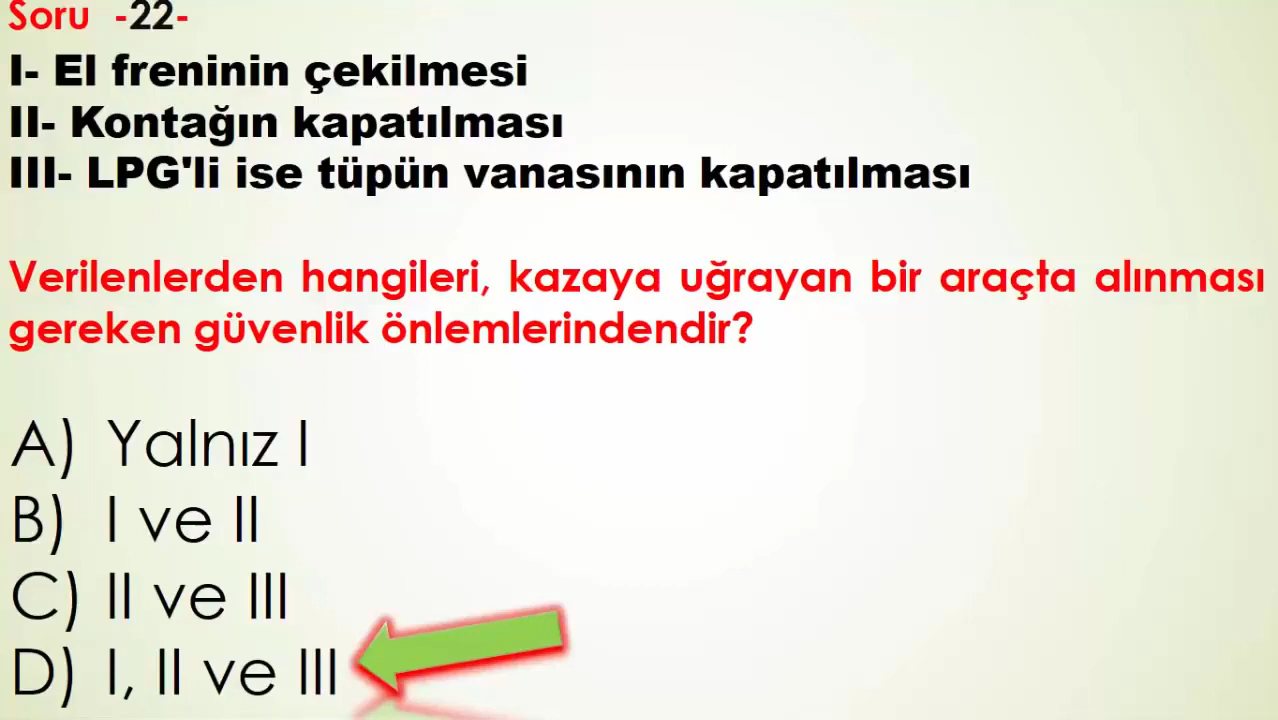 Soru -22-
I- El freninin çekilmesi
II- Kontağın kapatılması
III- LPG'li ise tüpün vanasının kapatılması
Verilenlerden hangileri, kazaya uğrayan bir araçta alınması
gereken güvenlik önlemlerindendir?
A) Yalnız I
B) I ve II
C) II ve III
D) I, II ve III